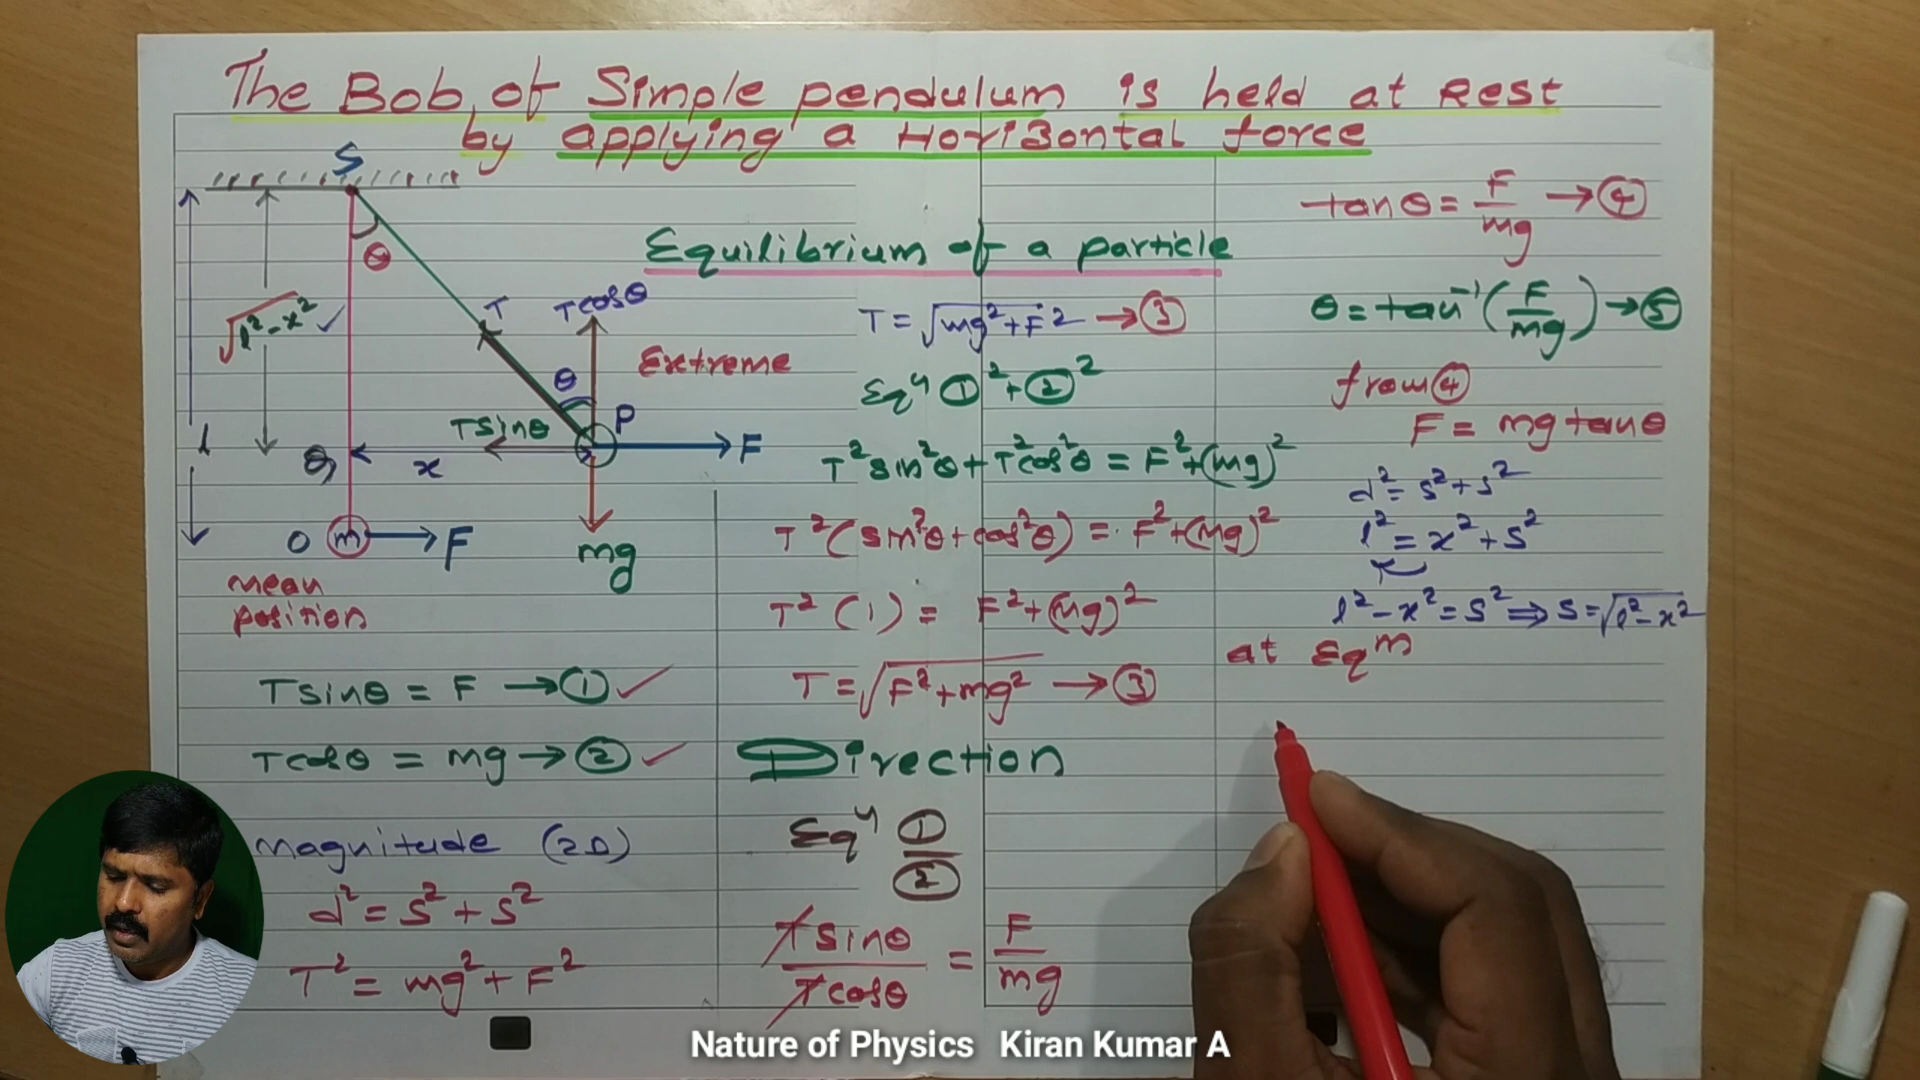 The Bob of Simple pendulum is held at Rest
by applying a Horizontal force
S
θ
√l²-x²
l
T
Tcosθ
θ
Extreme
Tsinθ
P
F
x
O
m
F
mg
mean
position
Tsinθ = F → ①
Tcosθ = mg → ②
Magnitude (2D)
d² = s² + s²
T² = mg² + F²
Equilibrium of a particle
T = √mg²+F² → ③
Eqⁿ ①² + ②²
T²sin²θ + T²cos²θ = F² + (mg)²
T² (sin²θ + cos²θ) = F² + (mg)²
T² (1) = F² + (mg)²
T = √F²+mg² → ③
Direction
Eqⁿ ①/②
Tsinθ/Tcosθ = F/mg
tanθ = F/mg → ④
θ = tan⁻¹(F/mg) → ⑤
from ④
F = mg tanθ
d² = s² + s²
l² = x² + s²
l² - x² = s² ⇒ s = √l²-x²
at Eqᵐ
Nature of Physics Kiran Kumar A